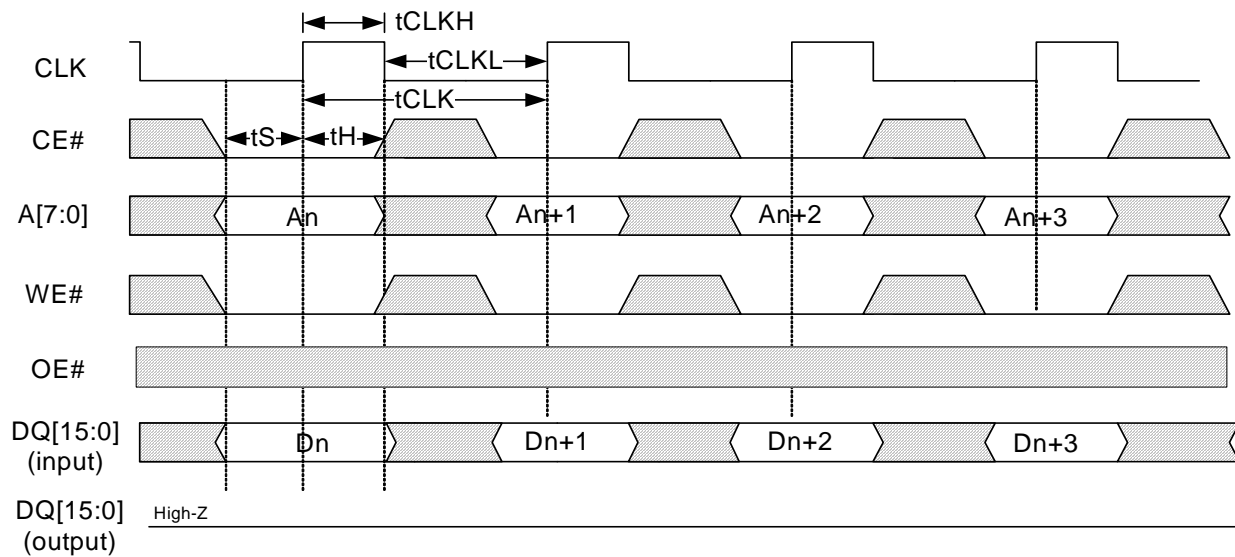 tCLKH
CLK
tCLKL
tCLK
CE#
tS
tH
A[7:0]
An
An+1
An+2
An+3
WE#
OE#
DQ[15:0]
(input)
Dn
Dn+1
Dn+2
Dn+3
DQ[15:0]
(output)
High-Z